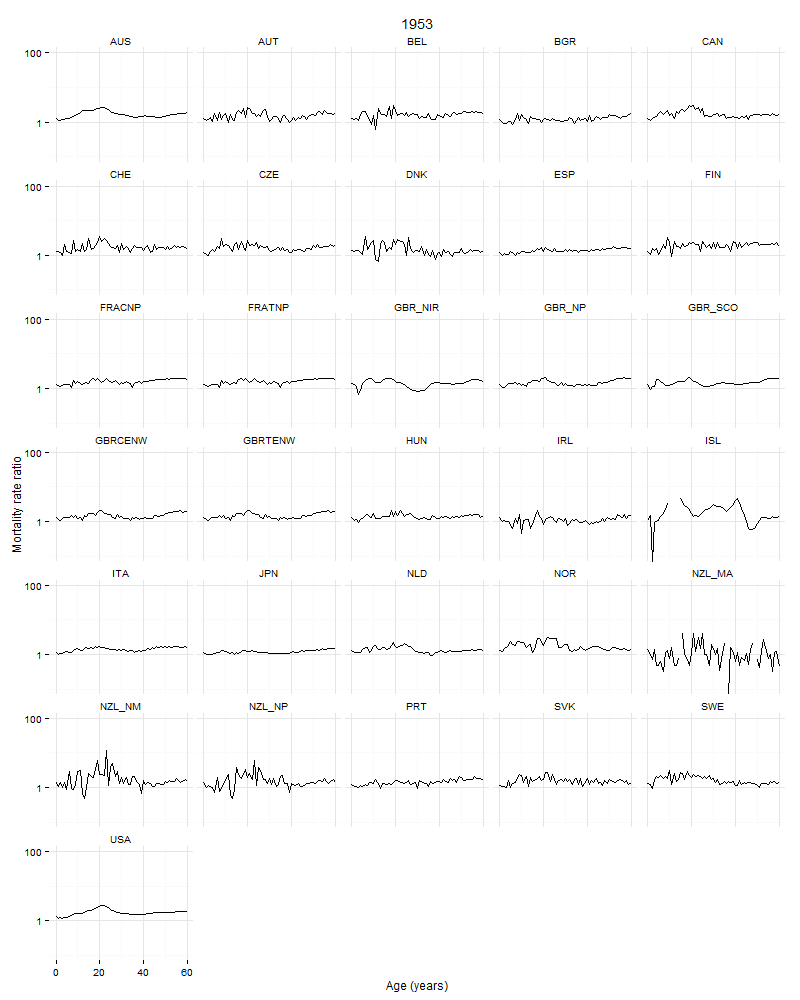 1953
AUS AUT BEL BGR CAN
100
1
CHE CZE DNK ESP FIN
100
1
FRACNP FRATNP GBR_NIR GBR_NP GBR_SCO
100
1
GBRCENW GBRTENW HUN IRL ISL
100
1
Mortality rate ratio
ITA JPN NLD NOR NZL_MA
100
1
NZL_NM NZL_NP PRT SVK SWE
100
1
USA
100
1
0 20 40 60
Age (years)